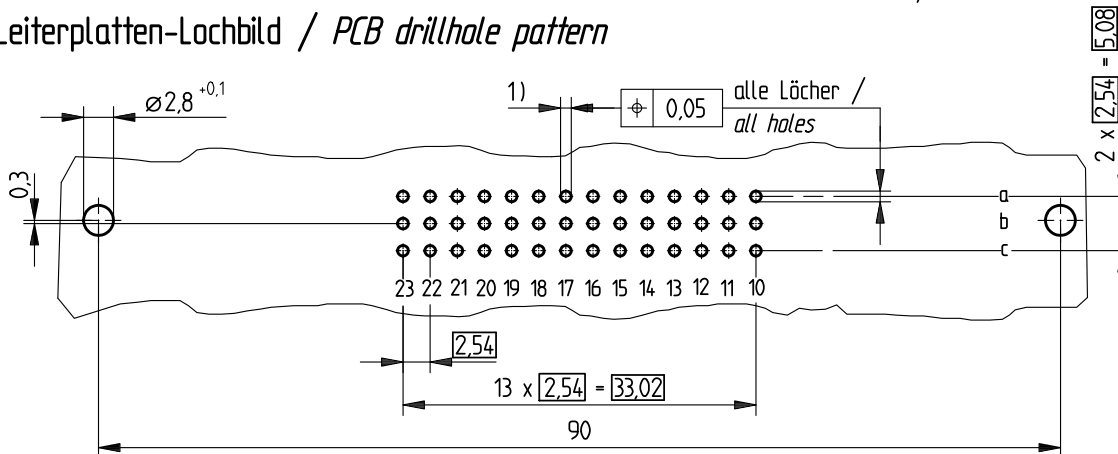 Leiterplatten-Lochbild / PCB drillhole pattern
⌀2,8 +0,1
1)
⌖ 0,05
alle Löcher /
all holes
2 x 2,54 = 5,08
0,3
a
b
c
23 22 21 20 19 18 17 16 15 14 13 12 11 10
2,54
13 x 2,54 = 33,02
90